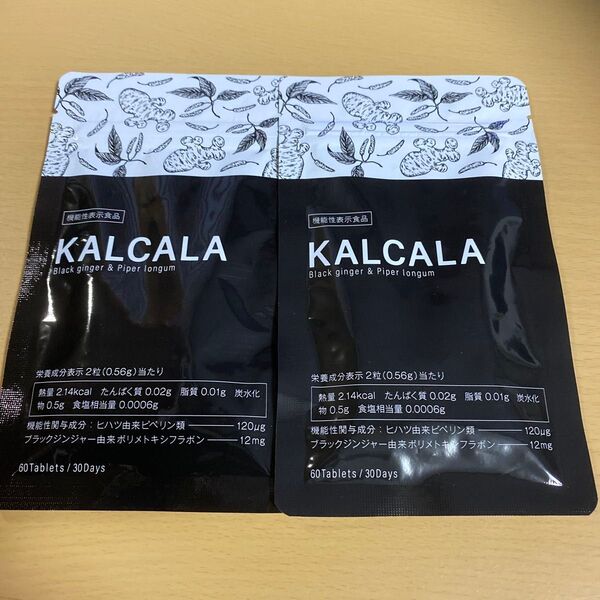 機能性表示食品
KALCALA
Black ginger & Piper longum
栄養成分表示 2粒(0.56g)当たり
熱量 2.14kcal たんぱく質 0.02g 脂質 0.01g 炭水化
物 0.5g 食塩相当量 0.0006g
機能性関与成分:ヒハツ由来ピペリン類 120μg
ブラックジンジャー由来ポリメトキシフラボン 12mg
60Tablets/30Days
機能性表示食品
KALCALA
Black ginger & Piper longum
栄養成分表示 2粒(0.56g)当たり
熱量 2.14kcal たんぱく質 0.02g 脂質 0.01g 炭水化
物 0.5g 食塩相当量 0.0006g
機能性関与成分:ヒハツ由来ピペリン類 120μg
ブラックジンジャー由来ポリメトキシフラボン 12mg
60Tablets/30Days